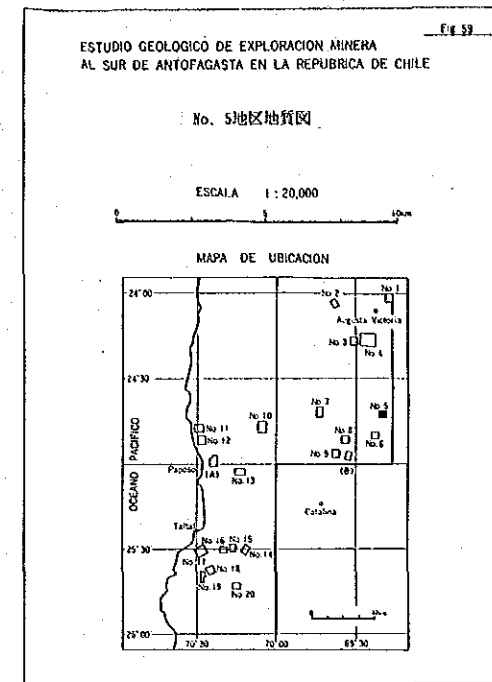 Fig 59
ESTUDIO GEOLOGICO DE EXPLORACION MINERA
AL SUR DE ANTOFAGASTA EN LA REPUBRICA DE CHILE
No. 5地区地質図
ESCALA 1 : 20,000
0 5 10km
MAPA DE UBICACION
24°00
No 2
No 1
Augusta Victoria
No 3
No 4
24°30
No 7
No 5
No 10
No 11
No 12
No 8
No 6
No 9
OCEANO PACIFICO
Paposo
(A)
(B)
No 13
Catalina
Taltal
No 16
No 15
25°30
No 14
No 17
No 18
No 19
No 20
0
26°00
70°30
70°00
69°30